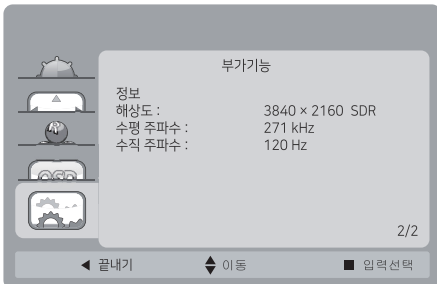 부가기능
정보
해상도 : 3840 × 2160 SDR
수평 주파수 : 271 kHz
수직 주파수 : 120 Hz
OSD
2/2
◀ 끝내기 ◆ 이동 ■ 입력선택